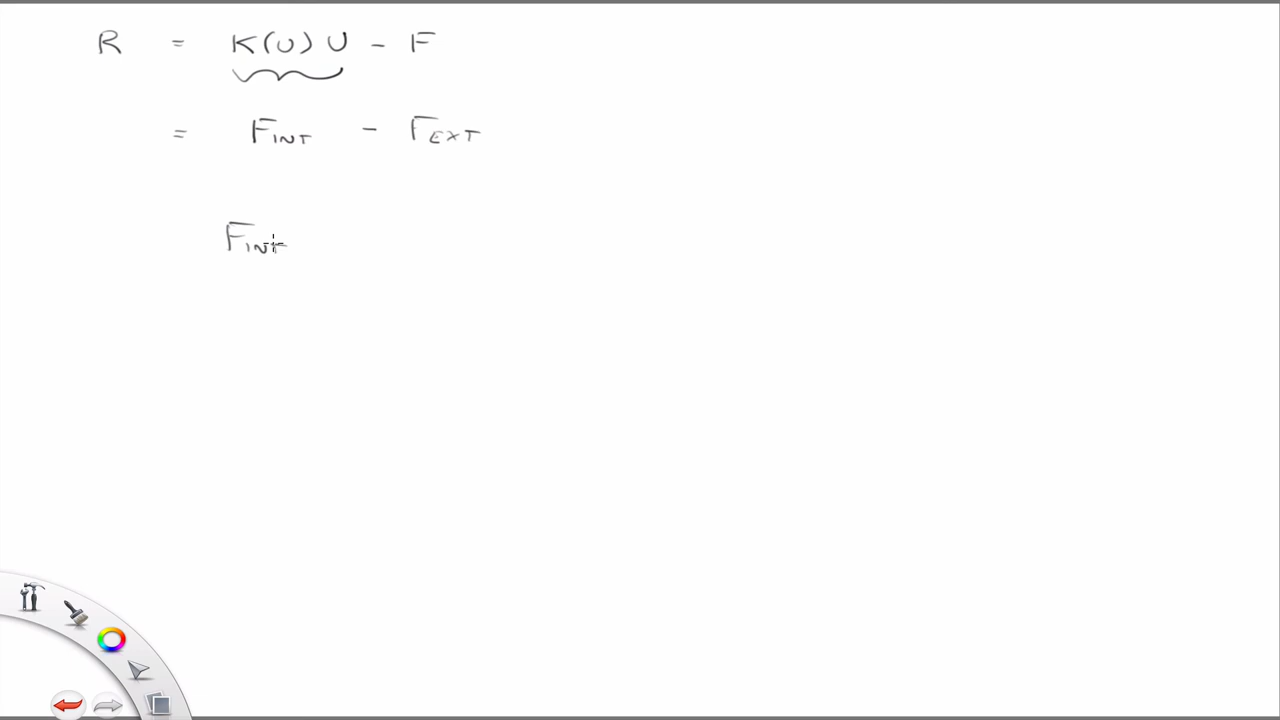 R = K(U) U - F
= FINT - FEXT
FINT